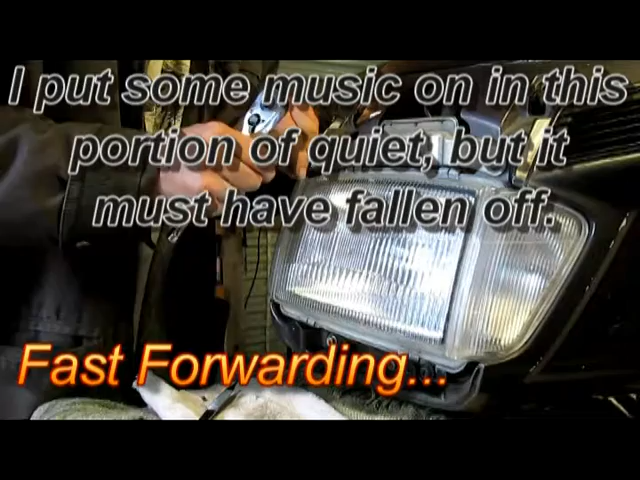 I put some music on in this
portion of quiet, but it
must have fallen off.
Fast Forwarding...